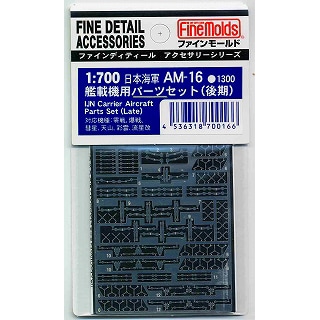 FINE DETAIL
ACCESSORIES
FineMolds
ファインモールド
ファインディティール アクセサリーシリーズ
1:700 日本海軍 AM-16 ●1300
艦載機用パーツセット(後期)
IJN Carrier Aircraft
Parts Set (Late)
対応機種:零戦、爆戦、
彗星、天山、彩雲、流星改
4 536318 700166